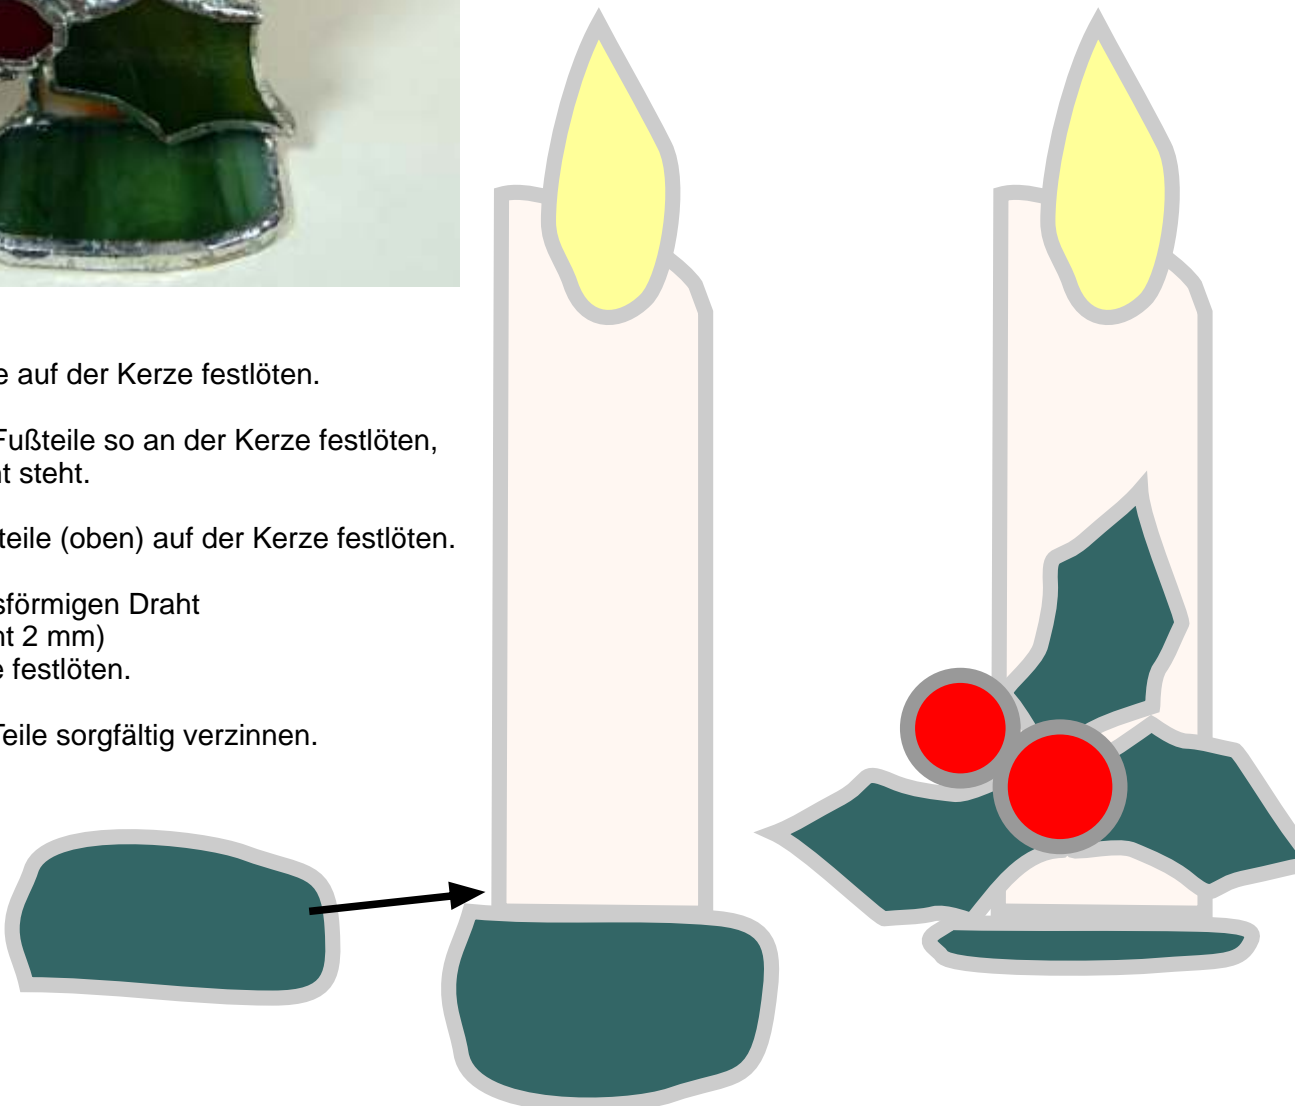 auf der Kerze festlöten.
Fußteile so an der Kerze festlöten,
steht.
teile (oben) auf der Kerze festlöten.
förmigen Draht
2 mm)
festlöten.
Teile sorgfältig verzinnen.